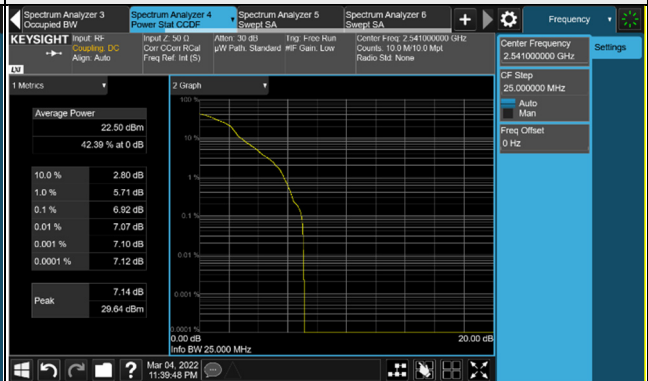 Spectrum Analyzer 3
Occupied BW
Spectrum Analyzer 4
Power Stat CCDF
Spectrum Analyzer 5
Swept SA
Spectrum Analyzer 6
Swept SA
Frequency
KEYSIGHT
Input: RF
Coupling: DC
Align: Auto
Input Z: 50 Ω
Corr CCorr RCal
Freq Ref: Int (S)
Atten: 30 dB
µW Path: Standard
Trig: Free Run
#IF Gain: Low
Center Freq: 2.541000000 GHz
Counts: 10.0 M/10.0 Mpt
Radio Std: None
LXI
Center Frequency
2.541000000 GHz
Settings
CF Step
25.000000 MHz
Auto
Man
Freq Offset
0 Hz
1 Metrics
Average Power
22.50 dBm
42.39 % at 0 dB
10.0 % 2.80 dB
1.0 % 5.71 dB
0.1 % 6.92 dB
0.01 % 7.07 dB
0.001 % 7.10 dB
0.0001 % 7.12 dB
Peak
7.14 dB
29.64 dBm
2 Graph
100 %
10 %
1 %
0.1 %
0.01 %
0.001 %
0.0001 %
0.00 dB
20.00 dB
Info BW 25.000 MHz
?
Mar 04, 2022
11:39:48 PM